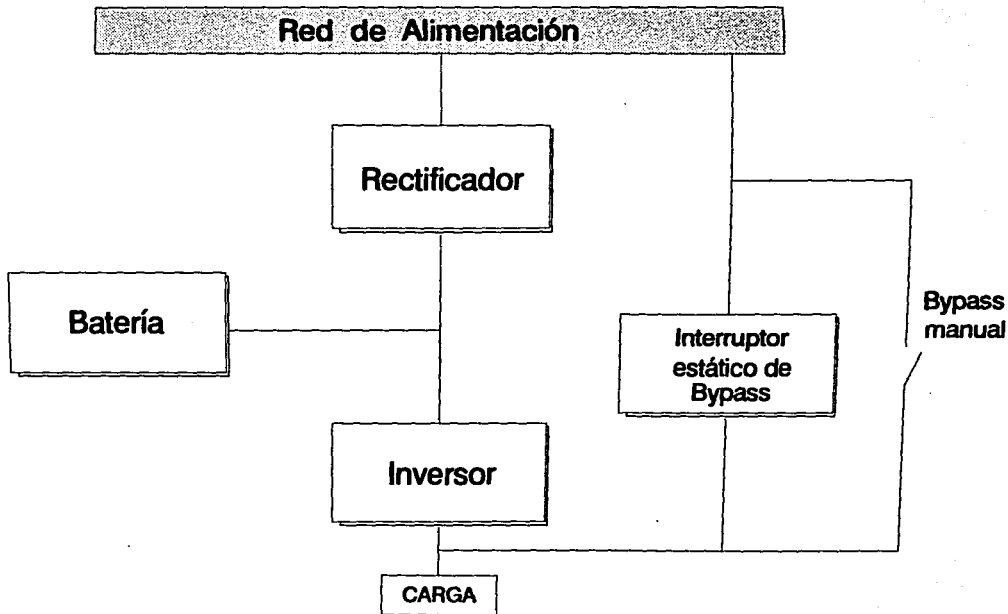 Red de Alimentación
Rectificador
Batería
Bypass
manual
Interruptor
estático de
Bypass
Inversor
CARGA